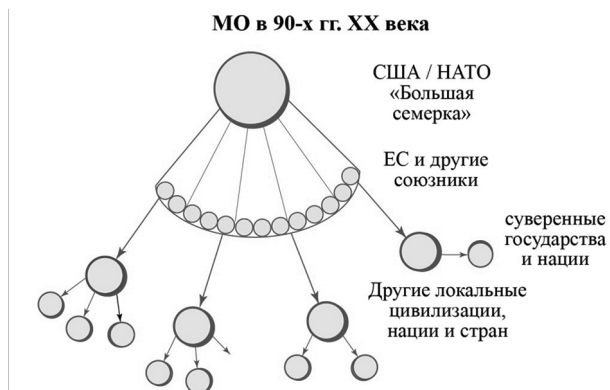 МО в 90-х гг. XX века
США / НАТО
«Большая
семерка»
ЕС и другие
союзники
суверенные
государства
и нации
Другие локальные
цивилизации,
нации и стран